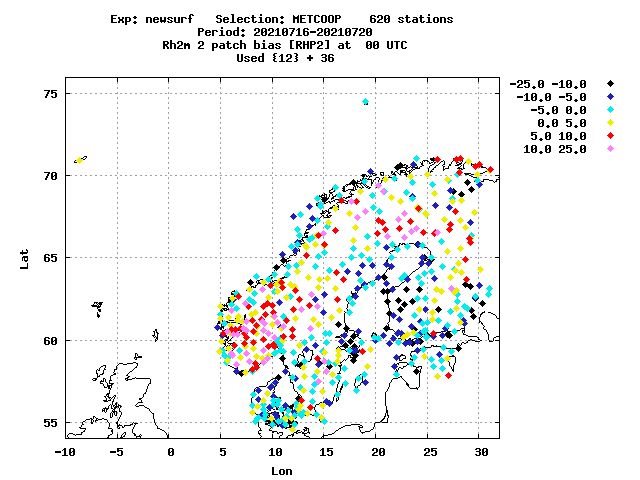 Exp: newsurf Selection: METCOOP 620 stations
Period: 20210716-20210720
Rh2m 2 patch bias [RHP2] at 00 UTC
Used {12} + 36
-25.0 -10.0
-10.0 -5.0
-5.0 0.0
0.0 5.0
5.0 10.0
10.0 25.0
75
70
65
60
55
Lat
-10 -5 0 5 10 15 20 25 30
Lon